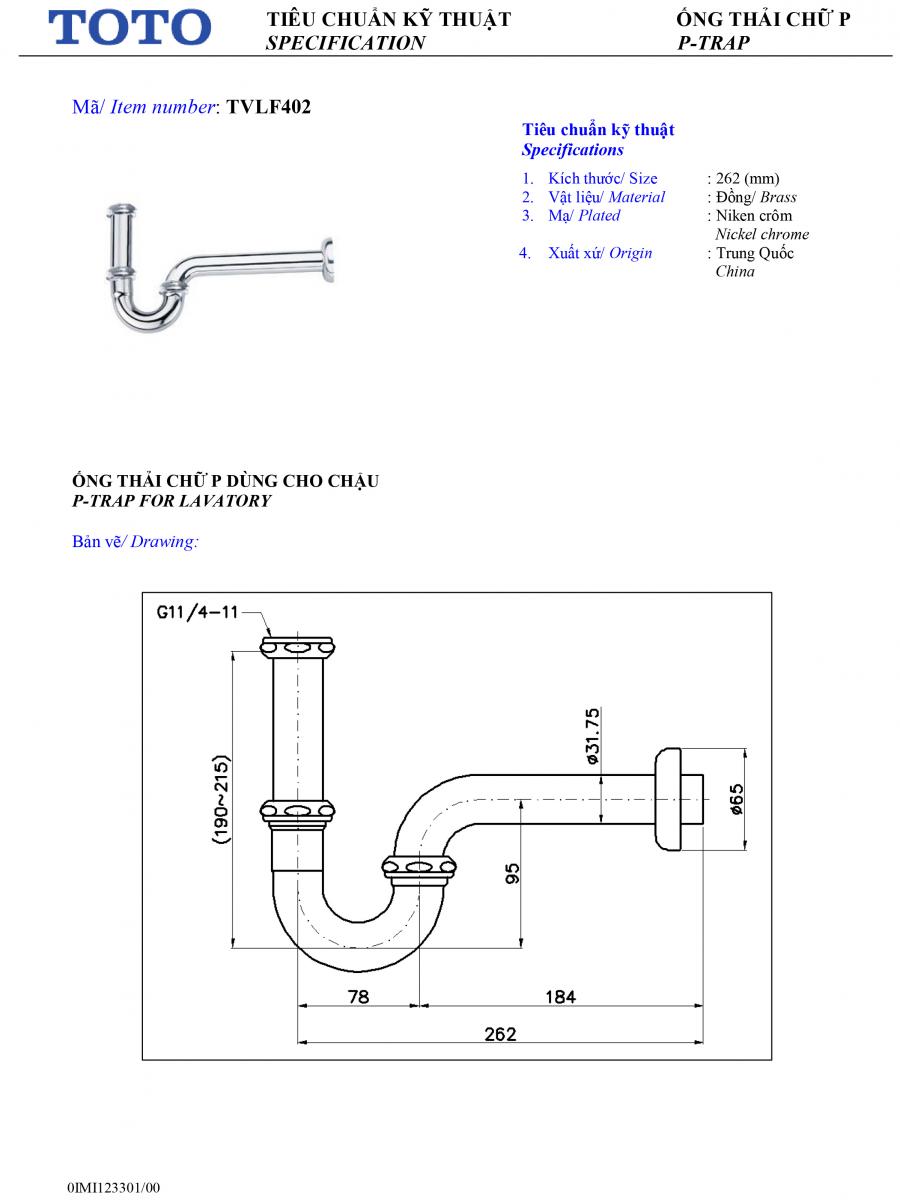 TOTO
TIÊU CHUẨN KỸ THUẬT
SPECIFICATION
ỐNG THẢI CHỮ P
P-TRAP
Mã/ Item number: TVLF402
Tiêu chuẩn kỹ thuật
Specifications
1. Kích thước/ Size : 262 (mm)
2. Vật liệu/ Material : Đồng/ Brass
3. Mạ/ Plated : Niken crôm
Nickel chrome
4. Xuất xứ/ Origin : Trung Quốc
China
ỐNG THẢI CHỮ P DÙNG CHO CHẬU
P-TRAP FOR LAVATORY
Bản vẽ/ Drawing:
G11/4-11
(190~215)
ø31.75
ø65
95
78
184
262
0IMI123301/00